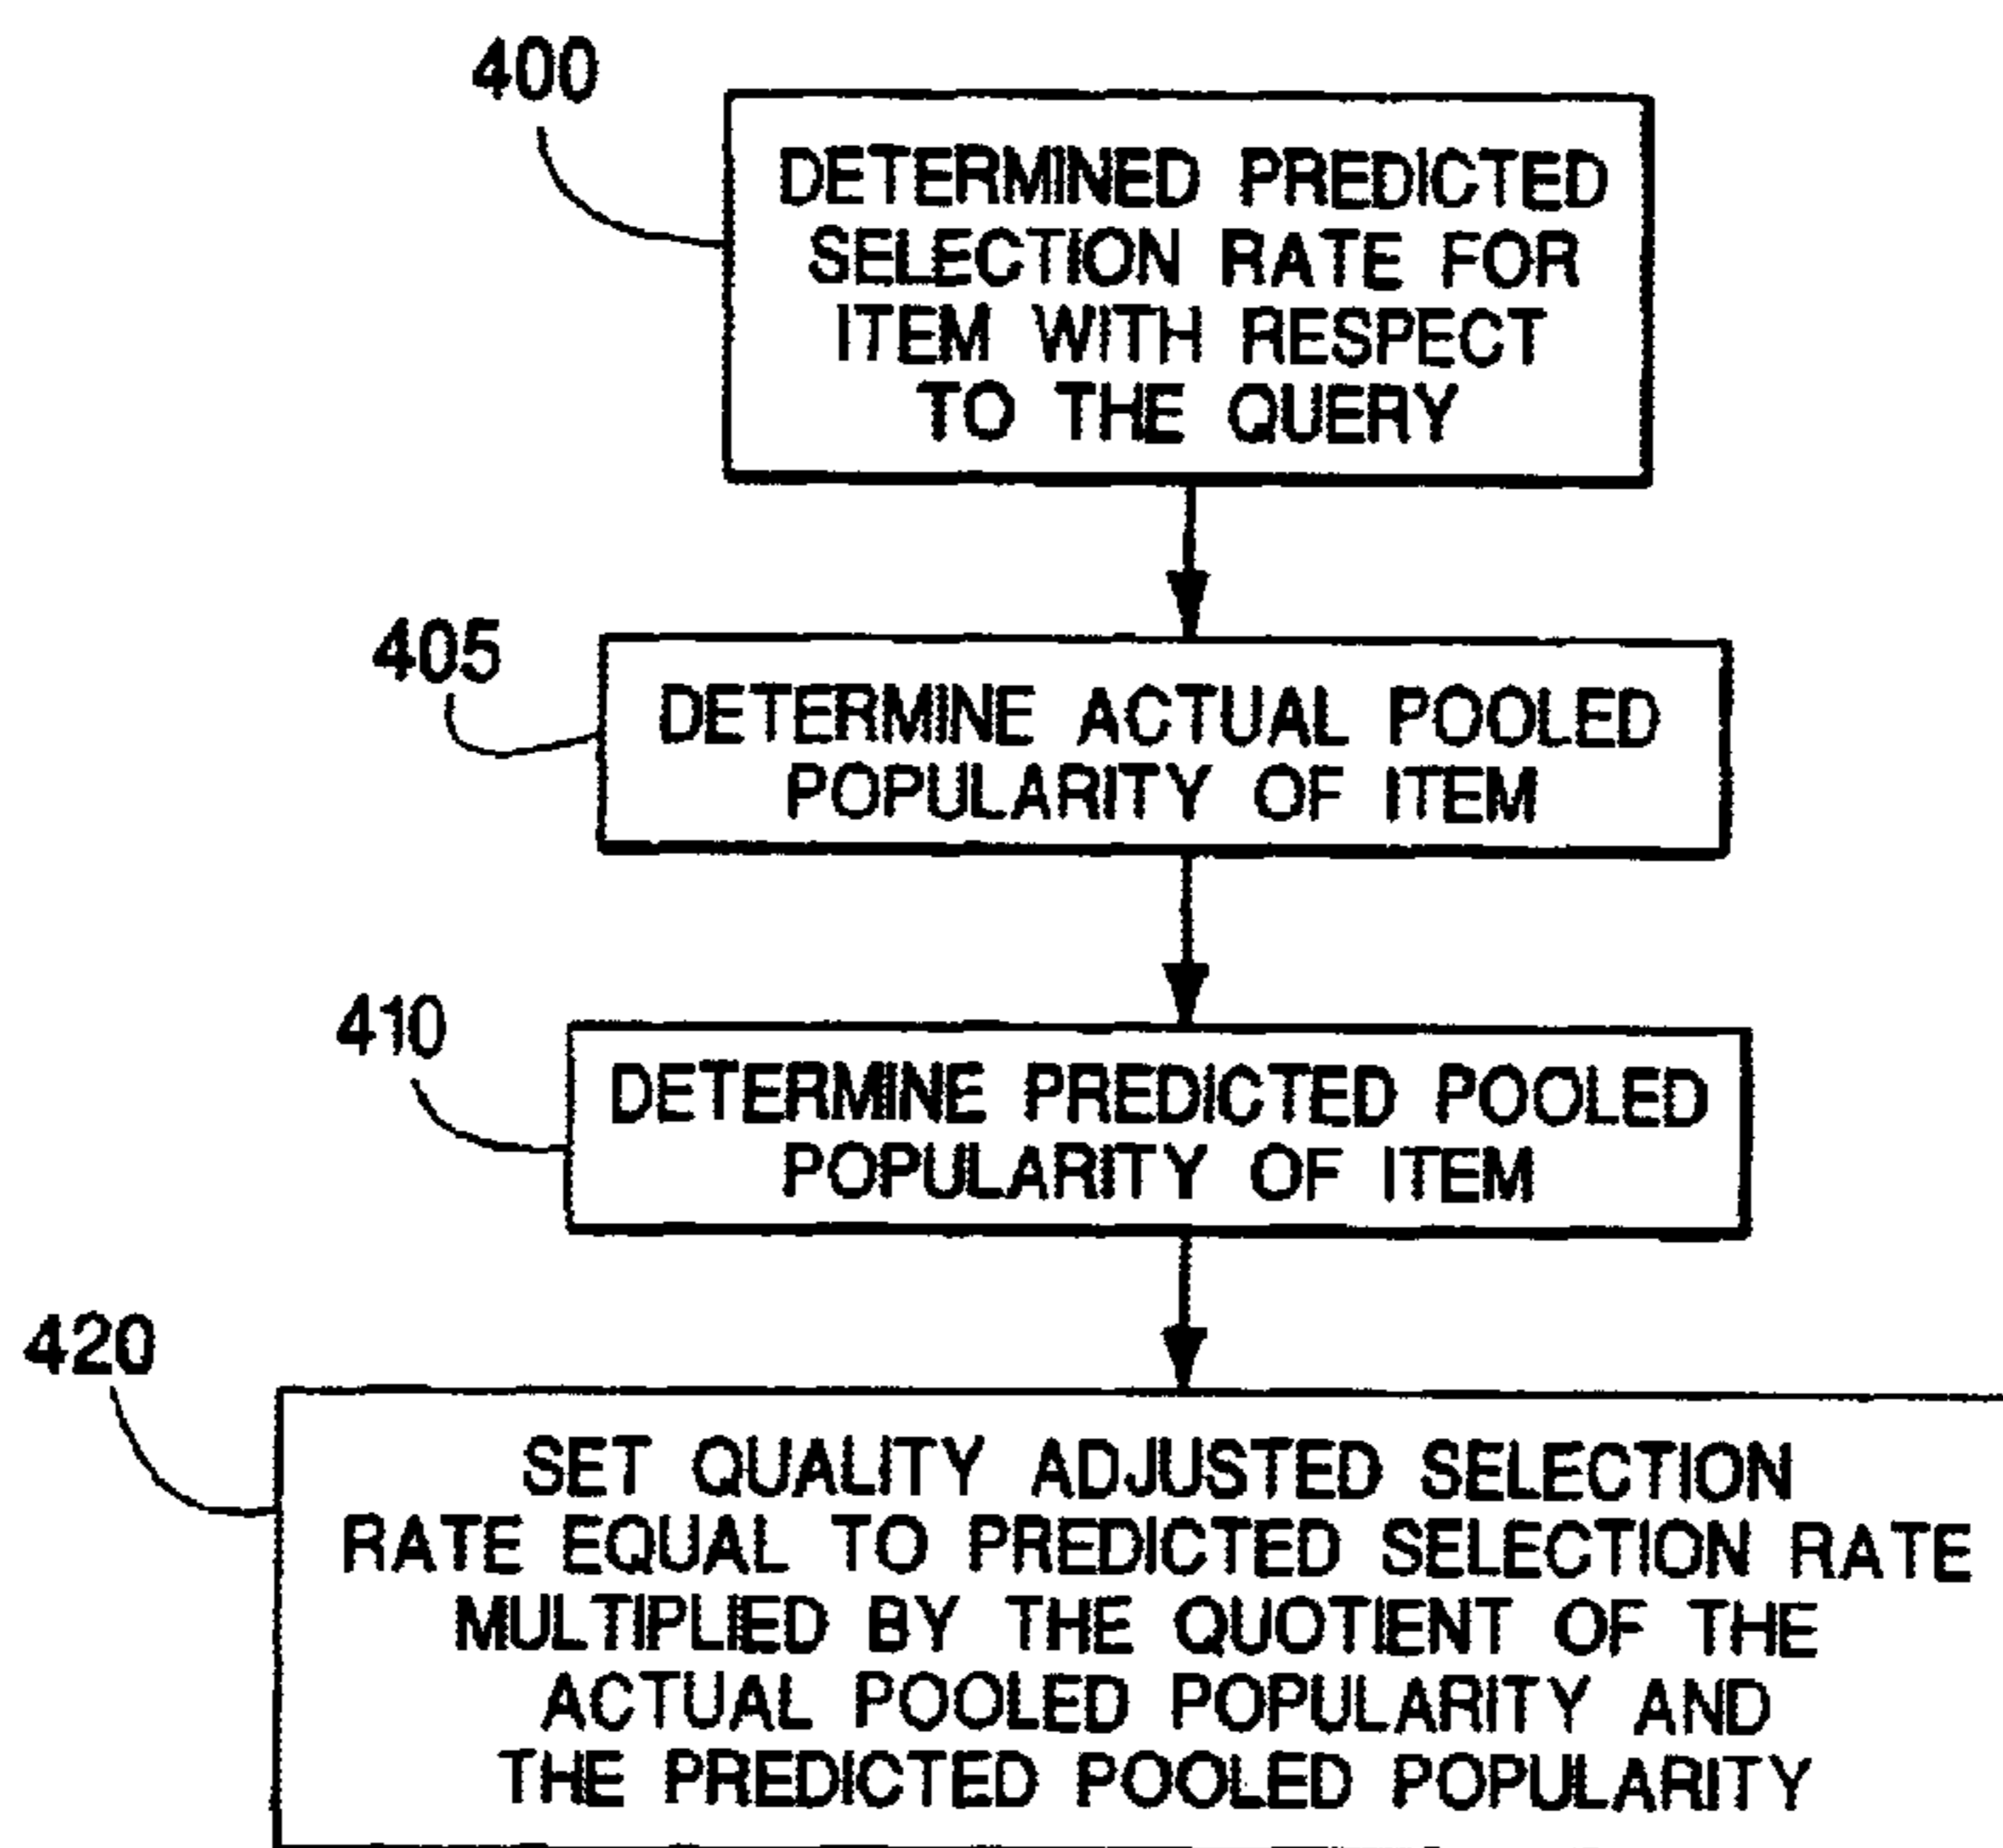 400
DETERMINED PREDICTED
SELECTION RATE FOR
ITEM WITH RESPECT
TO THE QUERY
405
DETERMINE ACTUAL POOLED
POPULARITY OF ITEM
410
DETERMINE PREDICTED POOLED
POPULARITY OF ITEM
420
SET QUALITY ADJUSTED SELECTION
RATE EQUAL TO PREDICTED SELECTION RATE
MULTIPLIED BY THE QUOTIENT OF THE
ACTUAL POOLED POPULARITY AND
THE PREDICTED POOLED POPULARITY